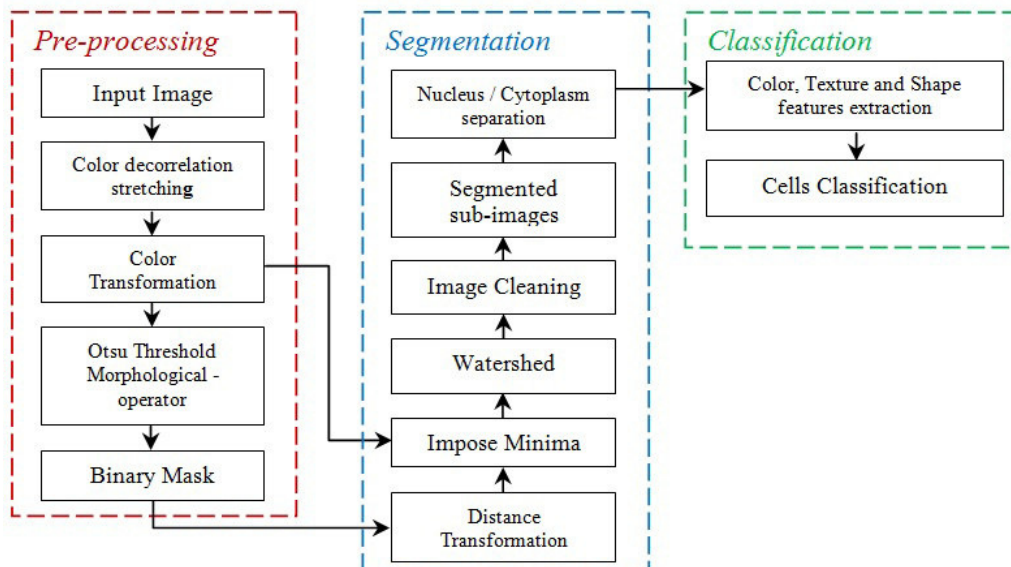 Pre-processing
Input Image
Color decorrelation
stretching
Color
Transformation
Otsu Threshold
Morphological -
operator
Binary Mask
Segmentation
Nucleus / Cytoplasm
separation
Segmented
sub-images
Image Cleaning
Watershed
Impose Minima
Distance
Transformation
Classification
Color, Texture and Shape
features extraction
Cells Classification